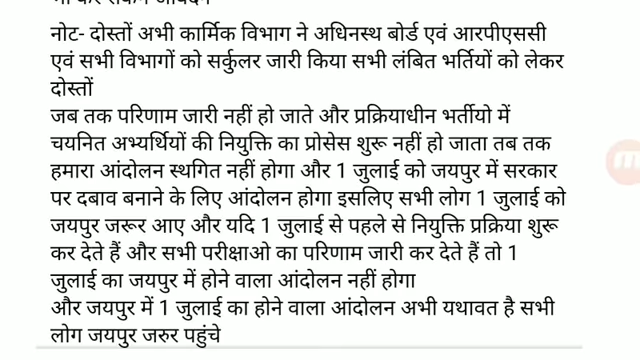 नोट- दोस्तों अभी कार्मिक विभाग ने अधिनस्थ बोर्ड एवं आरपीएससी
एवं सभी विभागों को सर्कुलर जारी किया सभी लंबित भर्तियों को लेकर
दोस्तों
जब तक परिणाम जारी नहीं हो जाते और प्रक्रियाधीन भर्तीयो में
चयनित अभ्यर्थियों की नियुक्ति का प्रोसेस शुरू नहीं हो जाता तब तक
हमारा आंदोलन स्थगित नहीं होगा और 1 जुलाई को जयपुर में सरकार
पर दबाव बनाने के लिए आंदोलन होगा इसलिए सभी लोग 1 जुलाई को
जयपुर जरूर आए और यदि 1 जुलाई से पहले से नियुक्ति प्रक्रिया शुरू
कर देते हैं और सभी परीक्षाओ का परिणाम जारी कर देते हैं तो 1
जुलाई का जयपुर में होने वाला आंदोलन नहीं होगा
और जयपुर में 1 जुलाई का होने वाला आंदोलन अभी यथावत है सभी
लोग जयपुर जरुर पहुंचे